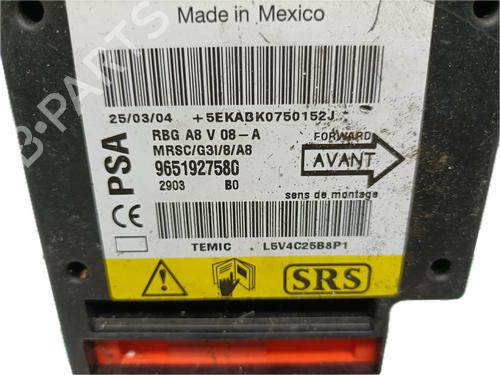 Made in Mexico
25/03/04 +5EKABK0750152J
PSA
RBG A8 V 08-A
MRSC/G3I/8/A8
9651927580
2903 B0
FORWARD
AVANT
sens de montage
CE
TEMIC L5V4C25B8P1
SRS